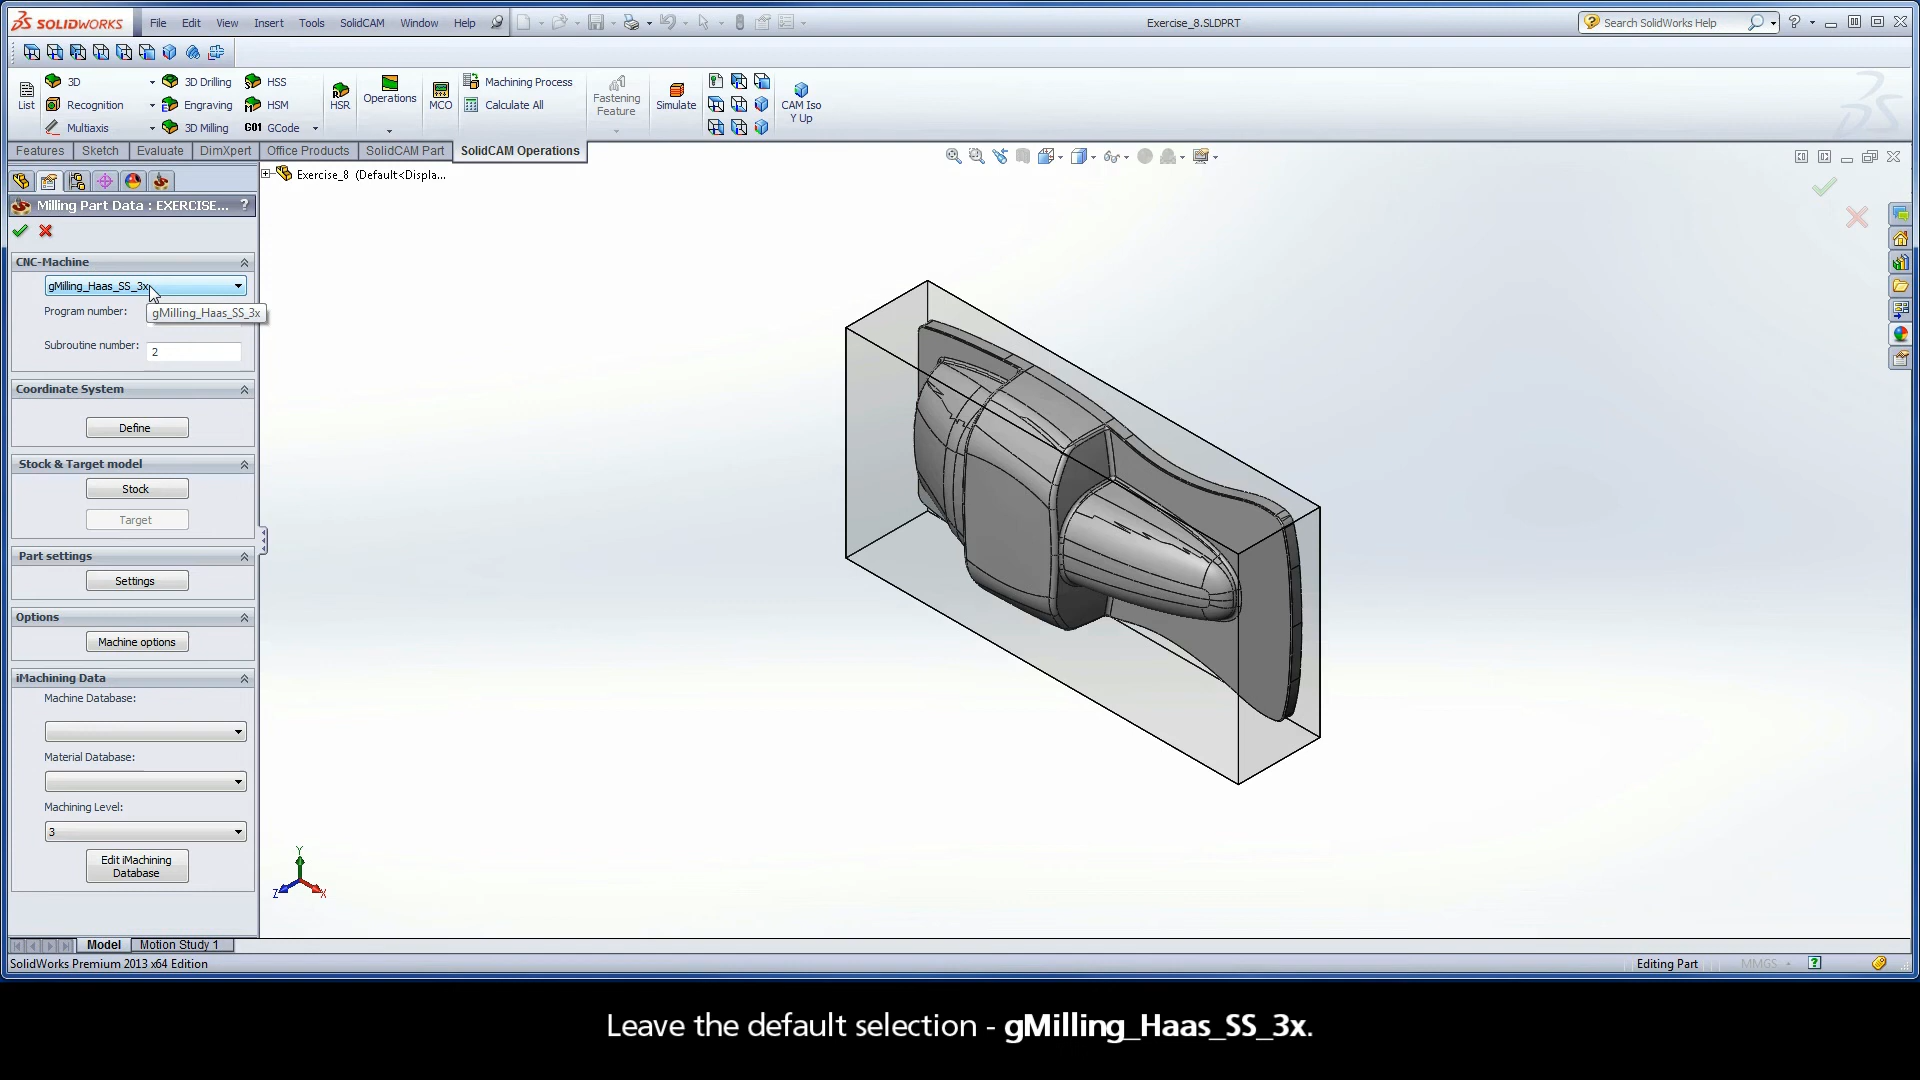 SOLIDWORKS
File Edit View Insert Tools SolidCAM Window Help
Exercise_8.SLDPRT
Search SolidWorks Help
List
3D
Recognition
Multiaxis
3D Drilling
Engraving
3D Milling
HSS
HSM
G01 GCode
HSR
Operations
MCO
Machining Process
Calculate All
Fastening
Feature
Simulate
CAM Iso
Y Up
Features Sketch Evaluate DimXpert Office Products SolidCAM Part SolidCAM Operations
Exercise_8 (Default<Displa...
Milling Part Data : EXERCISE... ?
CNC-Machine
gMilling_Haas_SS_3x
Program number:
gMilling_Haas_SS_3x
Subroutine number: 2
Coordinate System
Define
Stock & Target model
Stock
Target
Part settings
Settings
Options
Machine options
iMachining Data
Machine Database:
Material Database:
Machining Level:
3
Edit iMachining
Database
Y
Z X
Model Motion Study 1
SolidWorks Premium 2013 x64 Edition
Editing Part MMGS
Leave the default selection - gMilling_Haas_SS_3x.